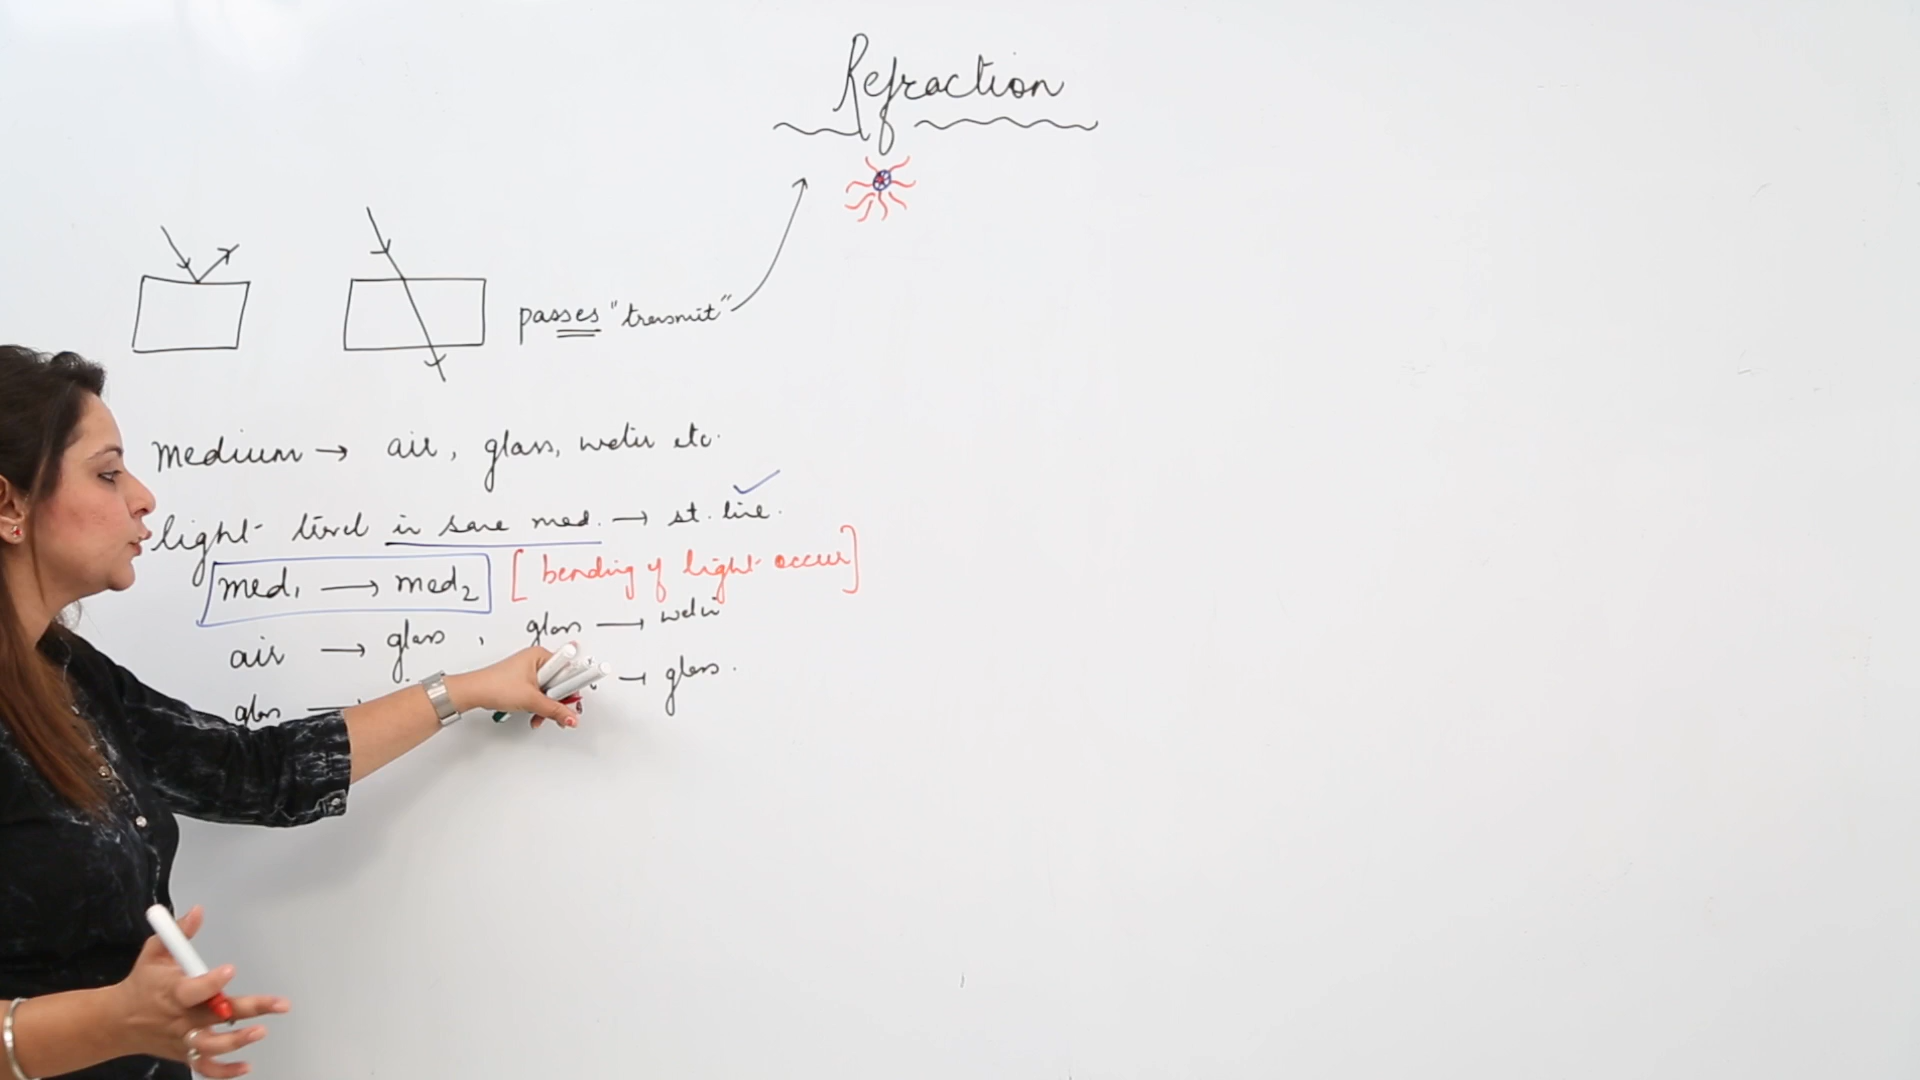 Refraction
passes "transmit"
medium → air, glass, water etc.
light travel in same med. → st. line.
med₁ → med₂ [bending of light occur]
air → glass , glass → water
glass → → glass.